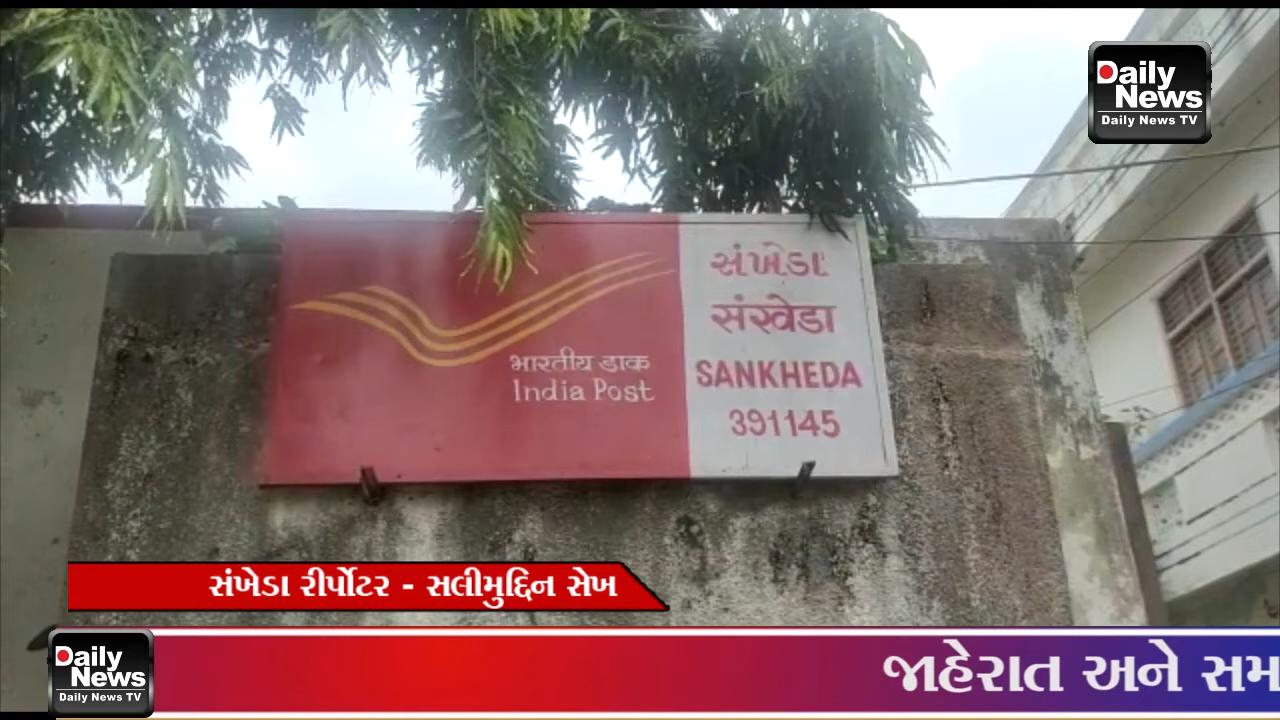 Daily
News
Daily News TV
સંખેડા
संखेडा
SANKHEDA
391145
भारतीय डाक
India Post
સંખેડા રીર્પોટર - સલીમુદ્દિન સેખ
Daily
News
Daily News TV
જાહેરાત અને સમ